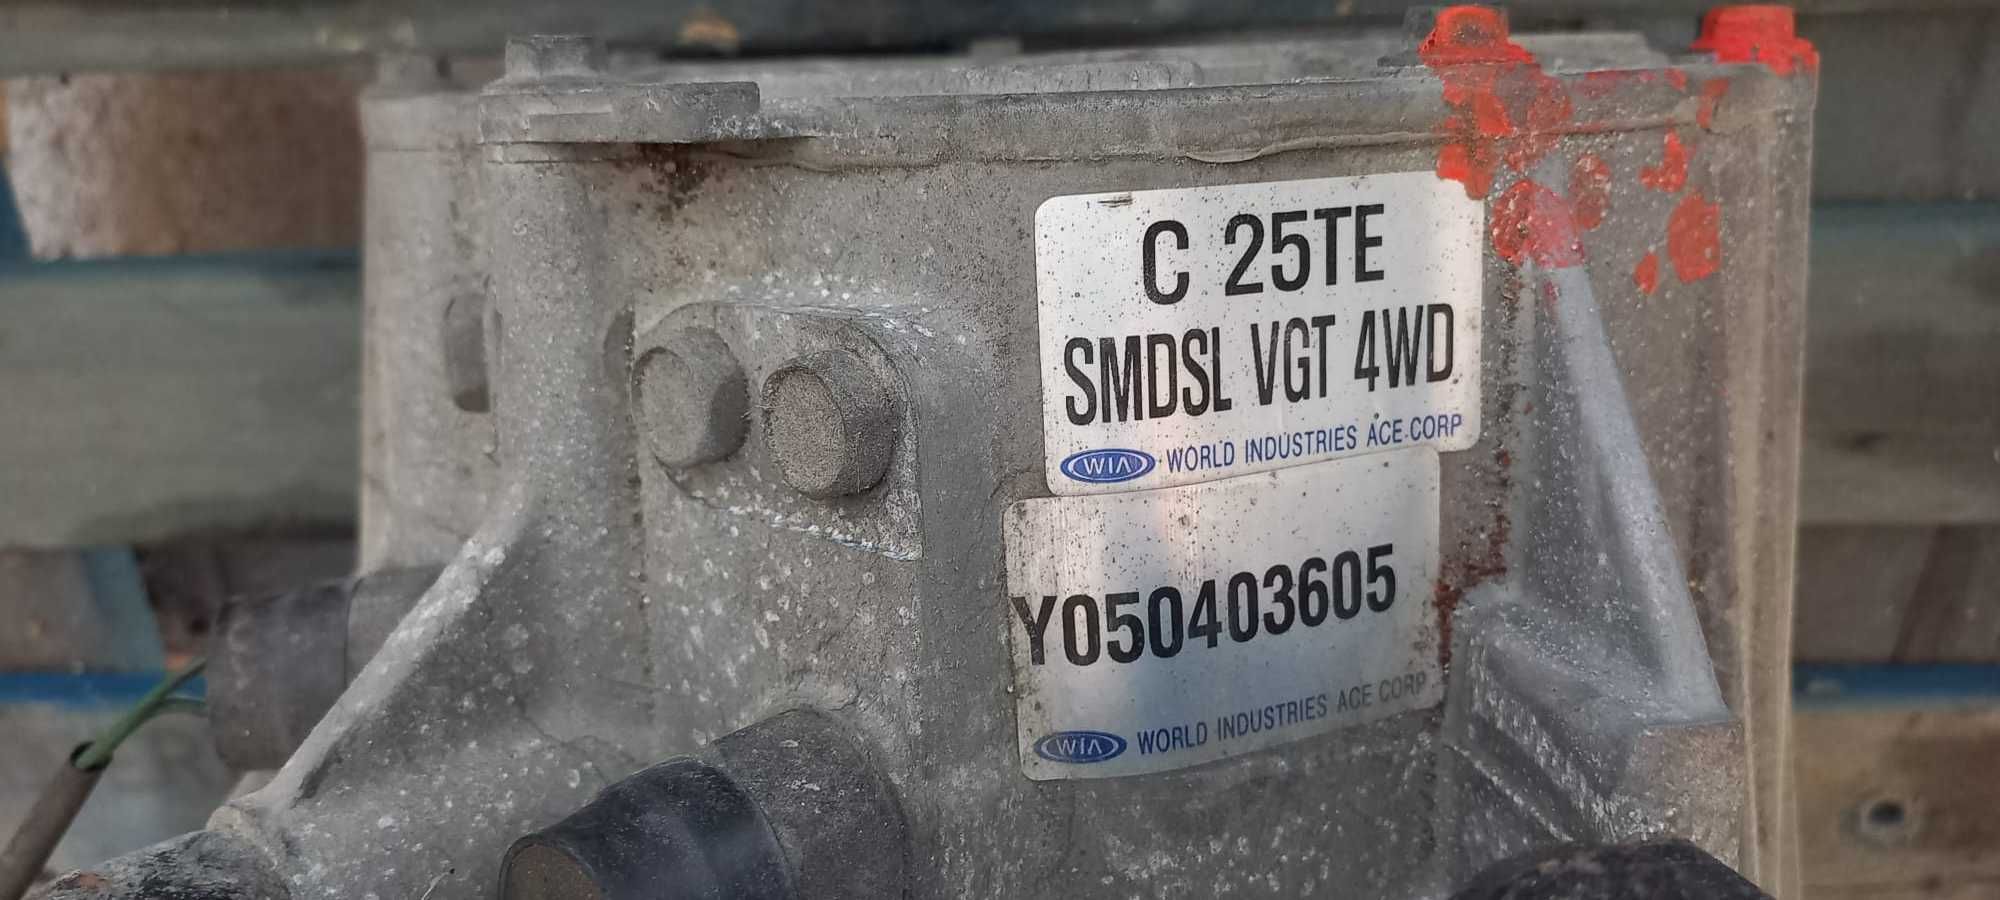 C 25TE
SMDSL VGT 4WD
WIA WORLD INDUSTRIES ACE CORP
Y050403605
WIA WORLD INDUSTRIES ACE CORP